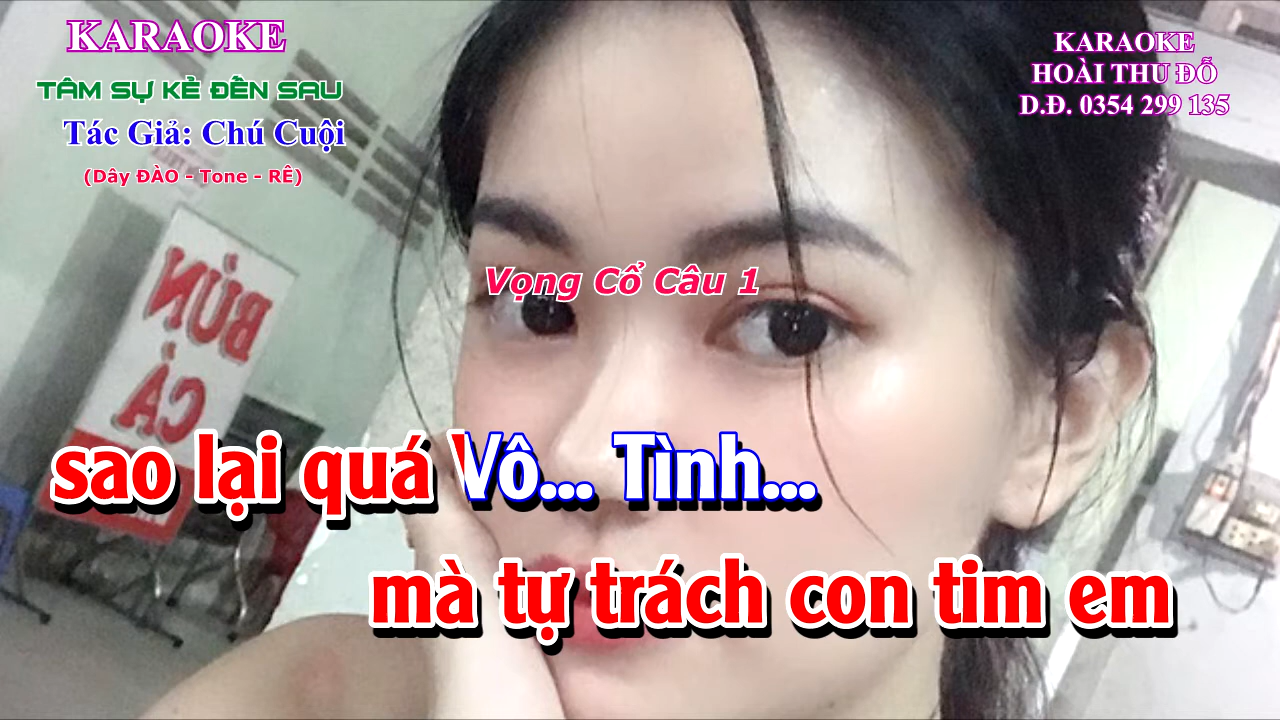 KARAOKE
TÂM SỰ KẺ ĐẾN SAU
Tác Giả: Chú Cuội
(Dây ĐÀO - Tone - RÊ)
KARAOKE
HOÀI THU ĐỖ
D.Đ. 0354 299 135
BÚN
CÁ
Vọng Cổ Câu 1
sao lại quá Vô... Tình...
mà tự trách con tim em